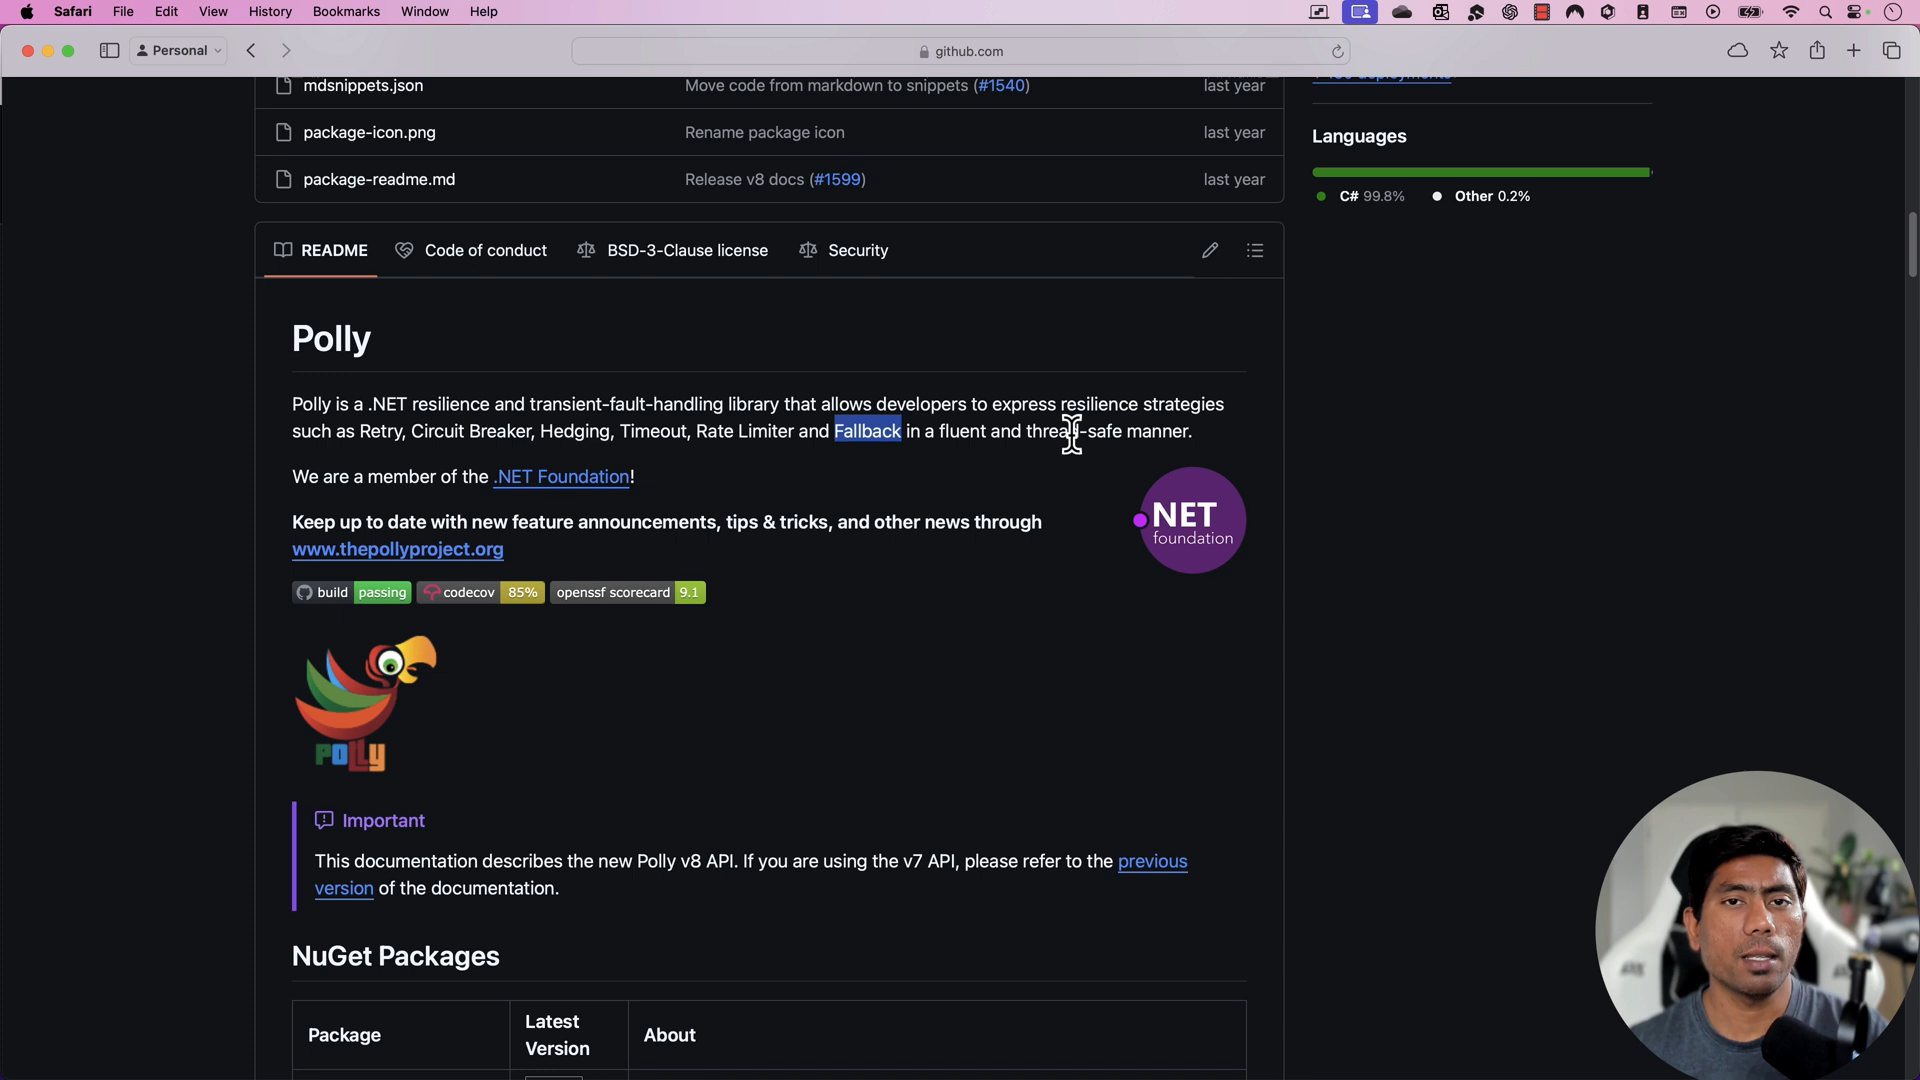 Safari File Edit View History Bookmarks Window Help
Personal
github.com
mdsnippets.json Move code from markdown to snippets (#1540) last year
package-icon.png Rename package icon last year
package-readme.md Release v8 docs (#1599) last year
Languages
C# 99.8% Other 0.2%
README Code of conduct BSD-3-Clause license Security
Polly
Polly is a .NET resilience and transient-fault-handling library that allows developers to express resilience strategies
such as Retry, Circuit Breaker, Hedging, Timeout, Rate Limiter and Fallback in a fluent and thread-safe manner.
We are a member of the .NET Foundation!
Keep up to date with new feature announcements, tips & tricks, and other news through
www.thepollyproject.org
.NET
foundation
build passing codecov 85% openssf scorecard 9.1
POLLY
Important
This documentation describes the new Polly v8 API. If you are using the v7 API, please refer to the previous
version of the documentation.
NuGet Packages
Package Latest Version About